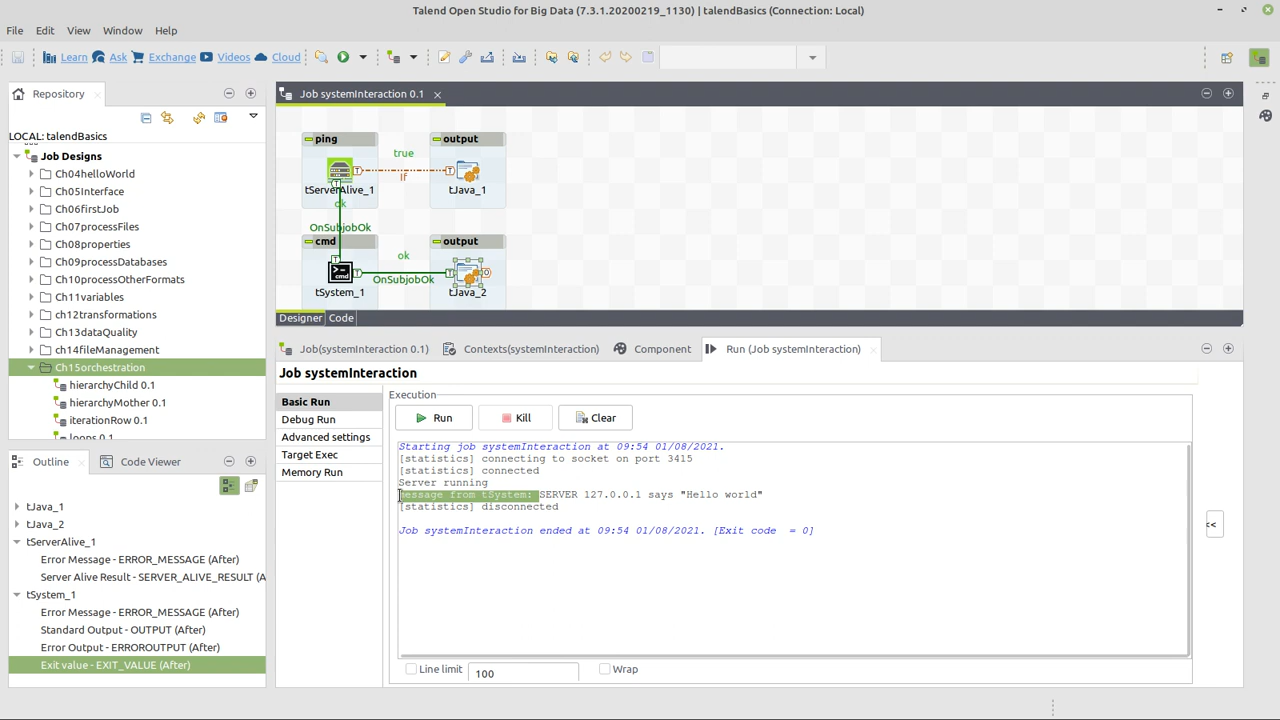 Talend Open Studio for Big Data (7.3.1.20200219_1130) | talendBasics (Connection: Local)
File Edit View Window Help
Learn Ask Exchange Videos Cloud
Repository
LOCAL: talendBasics
Job Designs
Ch04helloWorld
Ch05Interface
Ch06firstJob
Ch07processFiles
Ch08properties
Ch09processDatabases
Ch10processOtherFormats
Ch11variables
ch12transformations
Ch13dataQuality
ch14fileManagement
Ch15orchestration
hierarchyChild 0.1
hierarchyMother 0.1
iterationRow 0.1
loops 0.1
Outline Code Viewer
tJava_1
tJava_2
tServerAlive_1
Error Message - ERROR_MESSAGE (After)
Server Alive Result - SERVER_ALIVE_RESULT (A
tSystem_1
Error Message - ERROR_MESSAGE (After)
Standard Output - OUTPUT (After)
Error Output - ERROROUTPUT (After)
Exit value - EXIT_VALUE (After)
Job systemInteraction 0.1
ping
output
true
If
tServerAlive_1
tJava_1
ok
OnSubjobOk
cmd
output
ok
OnSubjobOk
cmd
tSystem_1
tJava_2
Designer Code
Job(systemInteraction 0.1) Contexts(systemInteraction) Component Run (Job systemInteraction)
Job systemInteraction
Basic Run
Debug Run
Advanced settings
Target Exec
Memory Run
Execution
Run Kill Clear
Starting job systemInteraction at 09:54 01/08/2021.
[statistics] connecting to socket on port 3415
[statistics] connected
Server running
message from tSystem: SERVER 127.0.0.1 says "Hello world"
[statistics] disconnected
Job systemInteraction ended at 09:54 01/08/2021. [Exit code  = 0]
<<
Line limit 100 Wrap